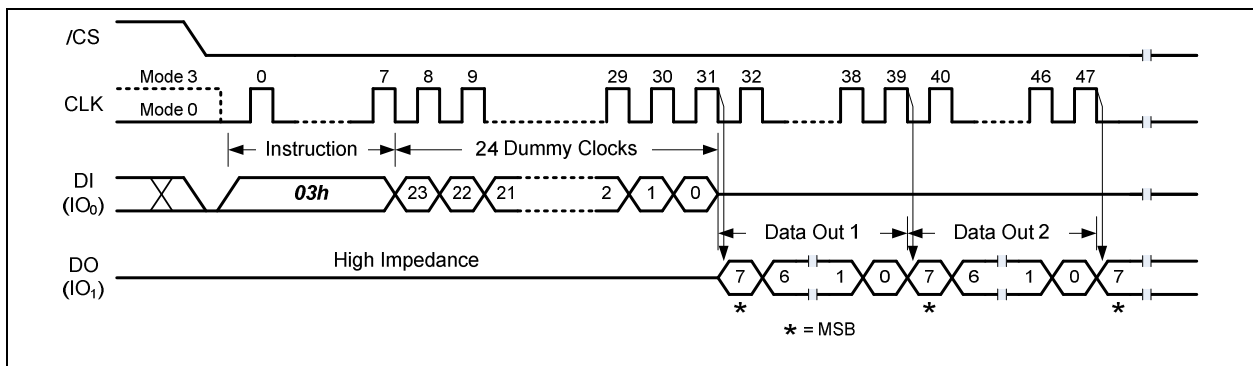 /CS
Mode 3 0 7 8 9 29 30 31 32 38 39 40 46 47
CLK Mode 0
Instruction 24 Dummy Clocks
DI 03h 23 22 21 2 1 0
(IO0)
Data Out 1 Data Out 2
High Impedance
DO 7 6 1 0 7 6 1 0 7
(IO1)
* * *
* = MSB